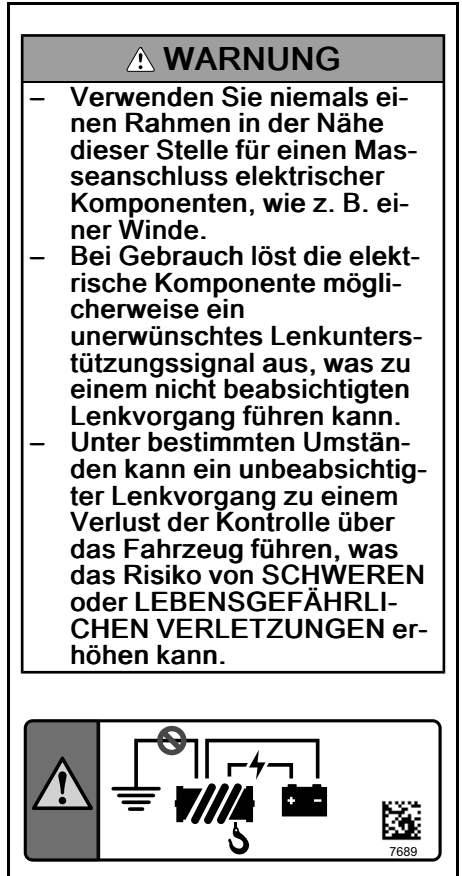 ⚠ WARNUNG
– Verwenden Sie niemals ei-
nen Rahmen in der Nähe
dieser Stelle für einen Mas-
seanschluss elektrischer
Komponenten, wie z. B. ei-
ner Winde.
– Bei Gebrauch löst die elekt-
rische Komponente mögli-
cherweise ein
unerwünschtes Lenkunters-
tützungssignal aus, was zu
einem nicht beabsichtigten
Lenkvorgang führen kann.
– Unter bestimmten Umstän-
den kann ein unbeabsichtig-
ter Lenkvorgang zu einem
Verlust der Kontrolle über
das Fahrzeug führen, was
das Risiko von SCHWEREN
oder LEBENSGEFÄHRLI-
CHEN VERLETZUNGEN er-
höhen kann.
+ -
7689